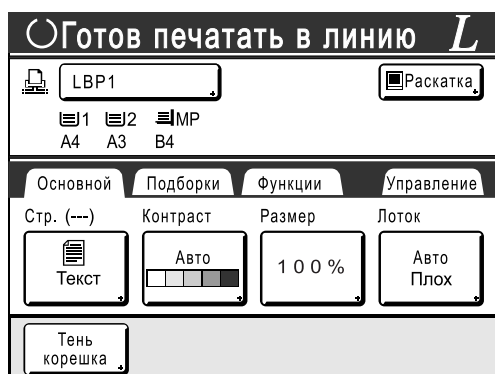 Готов печатать в линию L
LBP1
Раскатка
1 2 MP
A4 A3 B4
Основной Подборки Функции Управление
Стр. (---) Контраст Размер Лоток
Текст Авто 100% Авто
Плох
Тень
корешка